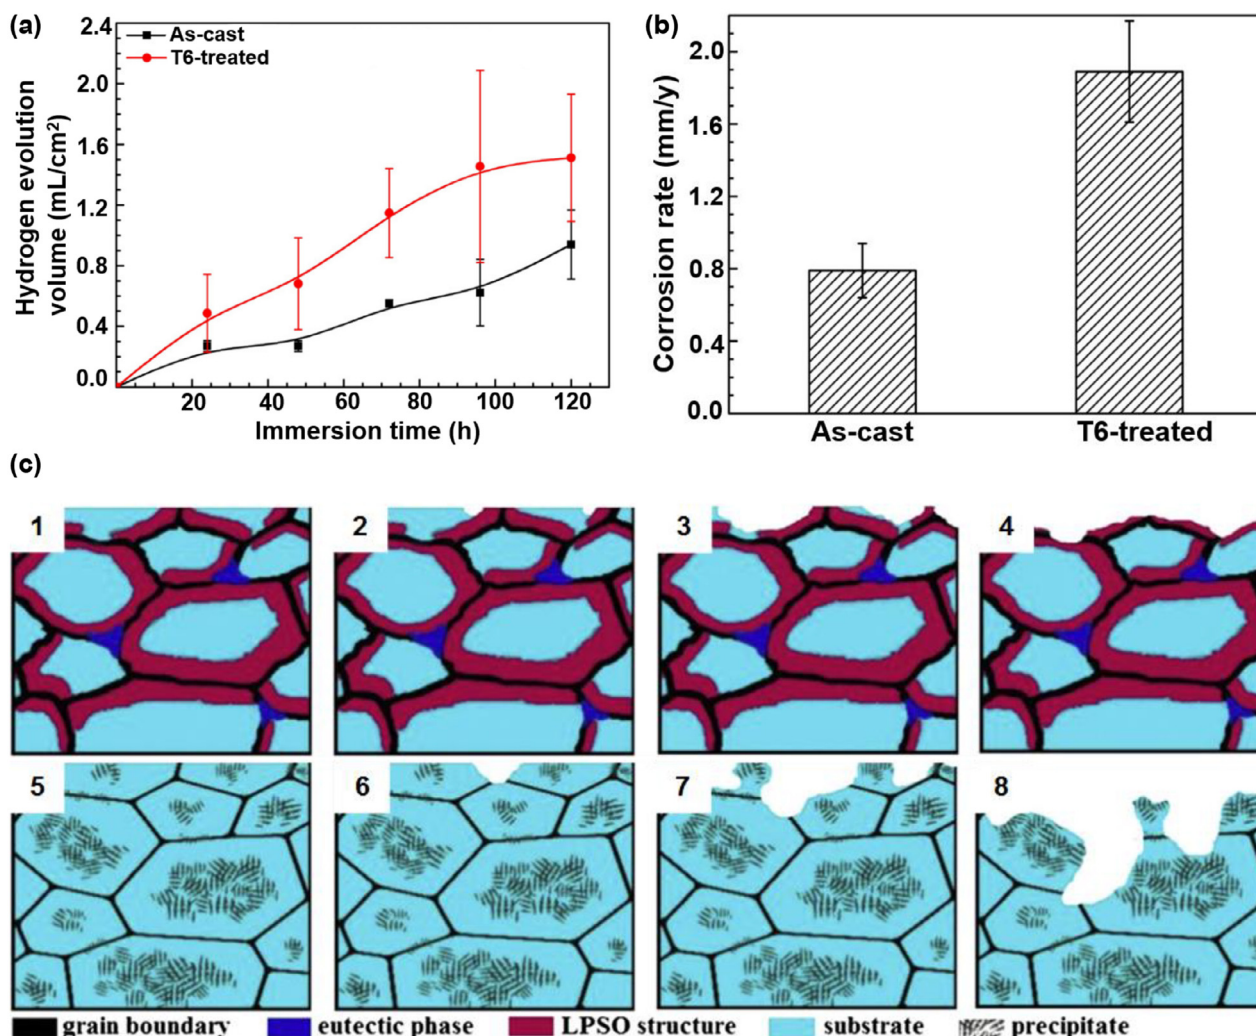 (a)
2.4
2.0
1.6
1.2
0.8
0.4
0.0
As-cast
T6-treated
Hydrogen evolution
volume (mL/cm²)
20 40 60 80 100 120
Immersion time (h)
(b)
2.0
1.6
1.2
0.8
0.4
0.0
Corrosion rate (mm/y)
As-cast T6-treated
(c)
1 2 3 4
5 6 7 8
grain boundary eutectic phase LPSO structure substrate precipitate